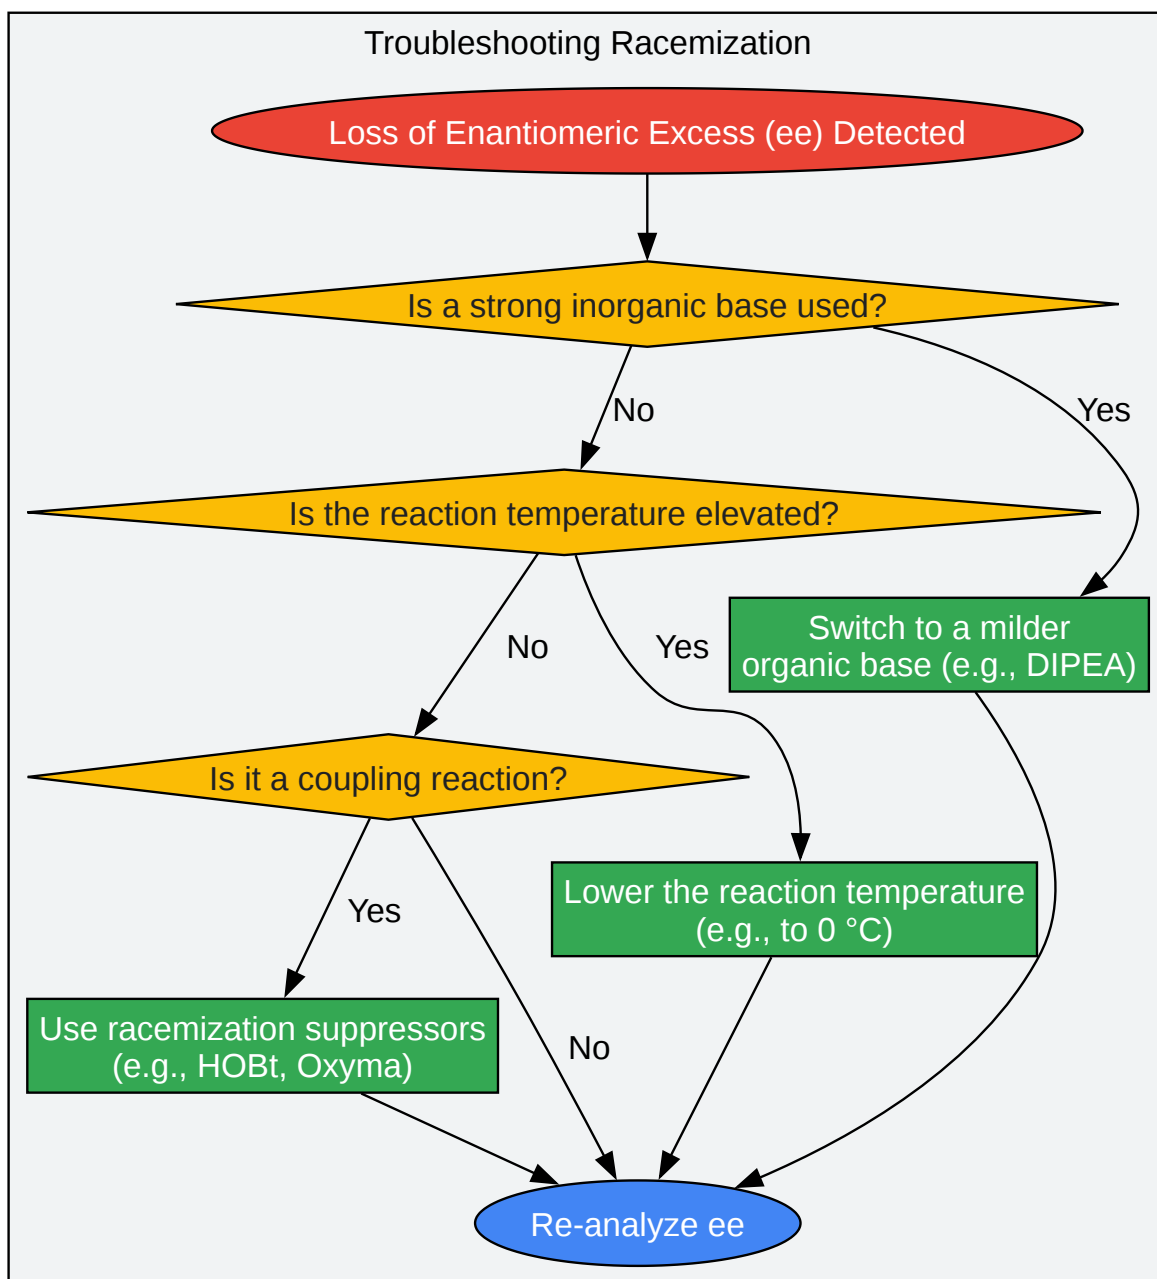 Troubleshooting Racemization
Loss of Enantiomeric Excess (ee) Detected
Is a strong inorganic base used?
No
Yes
Is the reaction temperature elevated?
No
Yes
Switch to a milder
organic base (e.g., DIPEA)
Is it a coupling reaction?
Yes
Lower the reaction temperature
(e.g., to 0 °C)
Use racemization suppressors
(e.g., HOBt, Oxyma)
No
Re-analyze ee